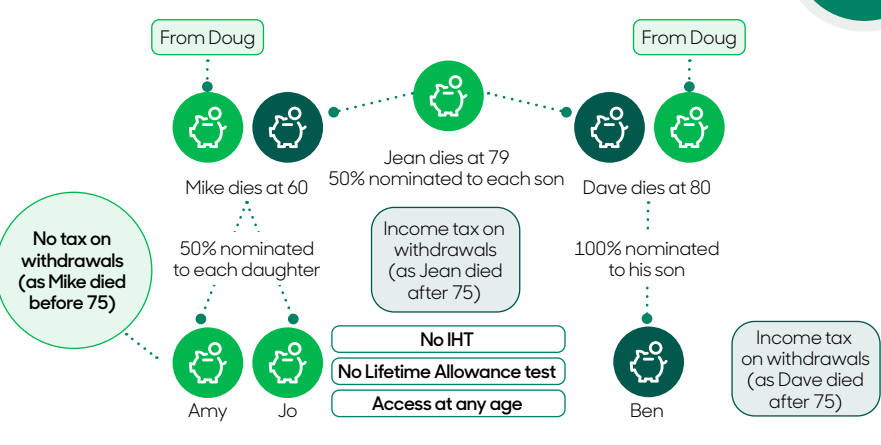 From Doug
From Doug
Jean dies at 79
50% nominated to each son
Mike dies at 60
Dave dies at 80
No tax on
withdrawals
(as Mike died
before 75)
50% nominated
to each daughter
Income tax on
withdrawals
(as Jean died
after 75)
100% nominated
to his son
No IHT
No Lifetime Allowance test
Access at any age
Income tax
on withdrawals
(as Dave died
after 75)
Amy
Jo
Ben